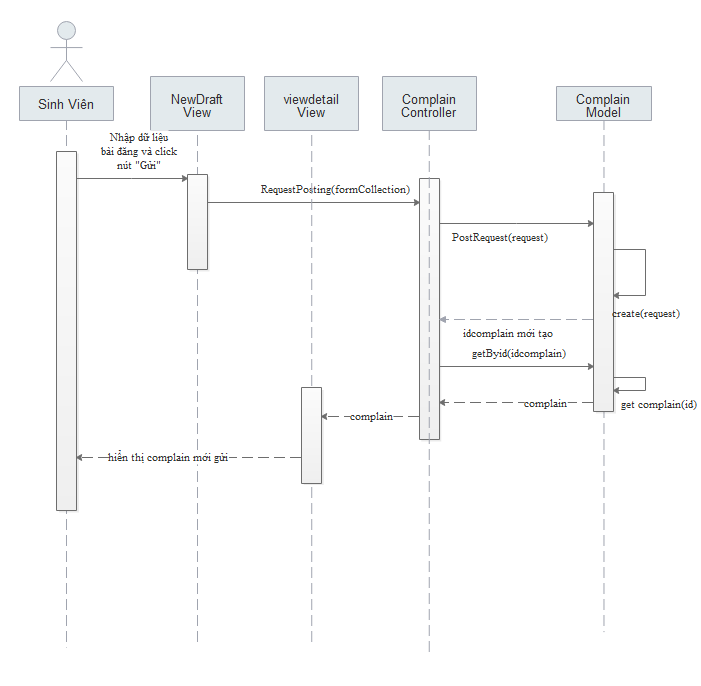 Sinh Viên
NewDraft
View
viewdetail
View
Complain
Controller
Complain
Model
Nhập dữ liệu
bài đăng và click
nút "Gửi"
RequestPosting(formCollection)
PostRequest(request)
create(request)
idcomplain mới tạo
getByid(idcomplain)
get complain(id)
complain
complain
hiển thị complain mới gửi